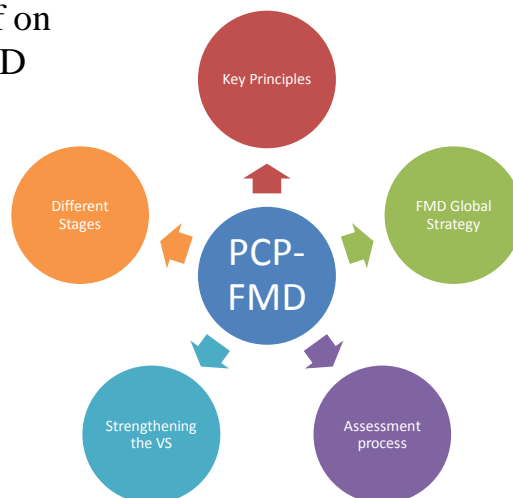 on
D
Key Principles
Different
Stages
FMD Global
Strategy
PCP-
FMD
Strengthening
the VS
Assessment
process